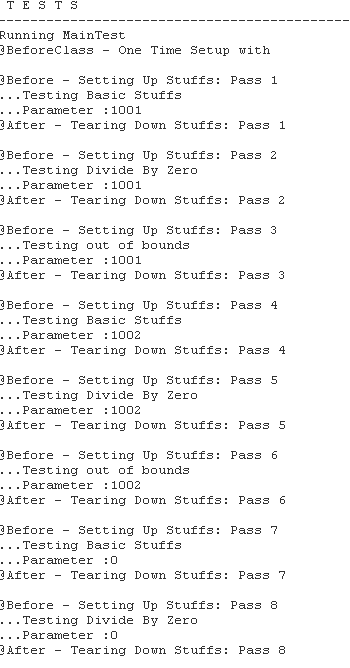 T E S T S
-------------------------------------------------------
Running MainTest
@BeforeClass - One Time Setup with
@Before - Setting Up Stuffs: Pass 1
...Testing Basic Stuffs
...Parameter :1001
@After - Tearing Down Stuffs: Pass 1
@Before - Setting Up Stuffs: Pass 2
...Testing Divide By Zero
...Parameter :1001
@After - Tearing Down Stuffs: Pass 2
@Before - Setting Up Stuffs: Pass 3
...Testing out of bounds
...Parameter :1001
@After - Tearing Down Stuffs: Pass 3
@Before - Setting Up Stuffs: Pass 4
...Testing Basic Stuffs
...Parameter :1002
@After - Tearing Down Stuffs: Pass 4
@Before - Setting Up Stuffs: Pass 5
...Testing Divide By Zero
...Parameter :1002
@After - Tearing Down Stuffs: Pass 5
@Before - Setting Up Stuffs: Pass 6
...Testing out of bounds
...Parameter :1002
@After - Tearing Down Stuffs: Pass 6
@Before - Setting Up Stuffs: Pass 7
...Testing Basic Stuffs
...Parameter :0
@After - Tearing Down Stuffs: Pass 7
@Before - Setting Up Stuffs: Pass 8
...Testing Divide By Zero
...Parameter :0
@After - Tearing Down Stuffs: Pass 8